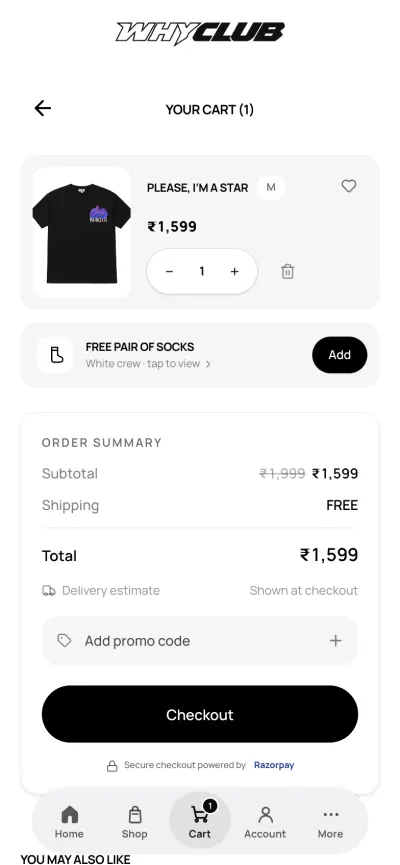 WHYCLUB
YOUR CART (1)
PLEASE, I'M A STAR M
₹1,599
− 1 +
FREE PAIR OF SOCKS
White crew · tap to view >
Add
ORDER SUMMARY
Subtotal ₹1,999 ₹1,599
Shipping FREE
Total ₹1,599
Delivery estimate Shown at checkout
Add promo code +
Checkout
Secure checkout powered by Razorpay
1
Home Shop Cart Account More
YOU MAY ALSO LIKE